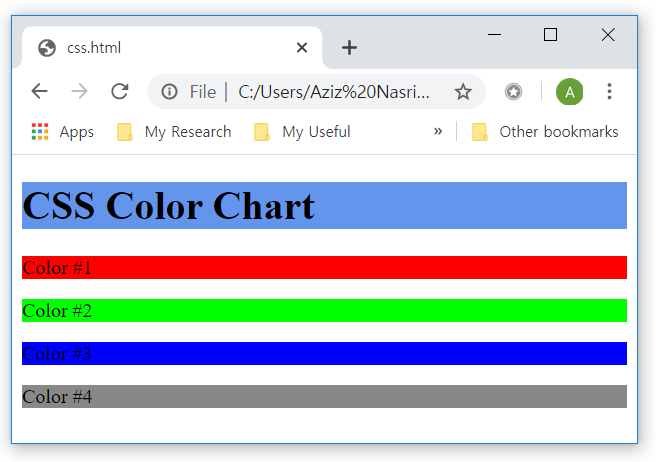 css.html
File | C:/Users/Aziz%20Nasri...
A
Apps My Research My Useful » Other bookmarks
CSS Color Chart
Color #1
Color #2
Color #3
Color #4